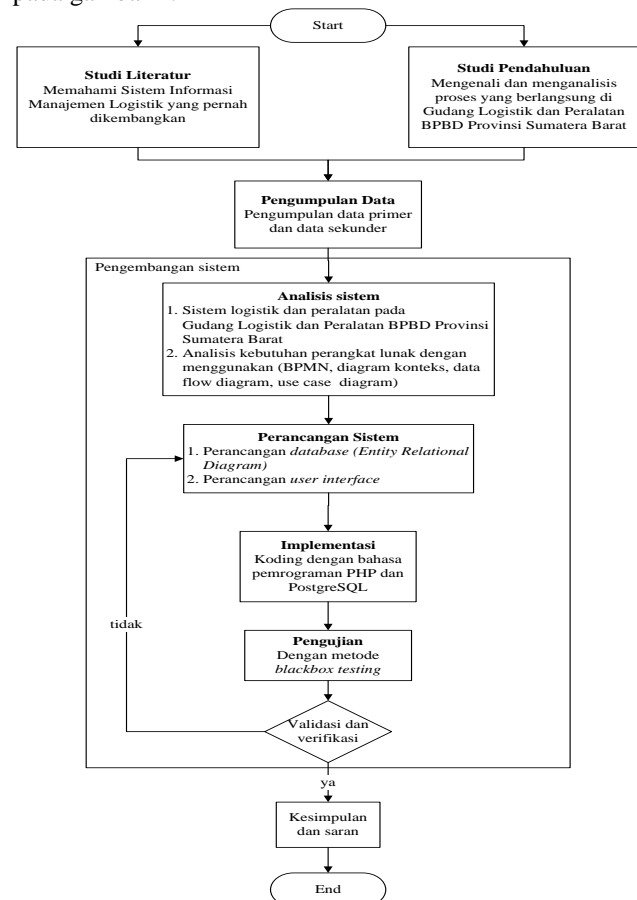 Start
Studi Literatur
Memahami Sistem Informasi
Manajemen Logistik yang pernah
dikembangkan
Studi Pendahuluan
Mengenali dan menganalisis
proses yang berlangsung di
Gudang Logistik dan Peralatan
BPBD Provinsi Sumatera Barat
Pengumpulan Data
Pengumpulan data primer
dan data sekunder
Pengembangan sistem
Analisis sistem
1. Sistem logistik dan peralatan pada
Gudang Logistik dan Peralatan BPBD Provinsi
Sumatera Barat
2. Analisis kebutuhan perangkat lunak dengan
menggunakan (BPMN, diagram konteks, data
flow diagram, use case diagram)
Perancangan Sistem
1. Perancangan database (Entity Relational
Diagram)
2. Perancangan user interface
Implementasi
Koding dengan bahasa
pemrograman PHP dan
PostgreSQL
tidak
Pengujian
Dengan metode
blackbox testing
Validasi dan
verifikasi
ya
Kesimpulan
dan saran
End